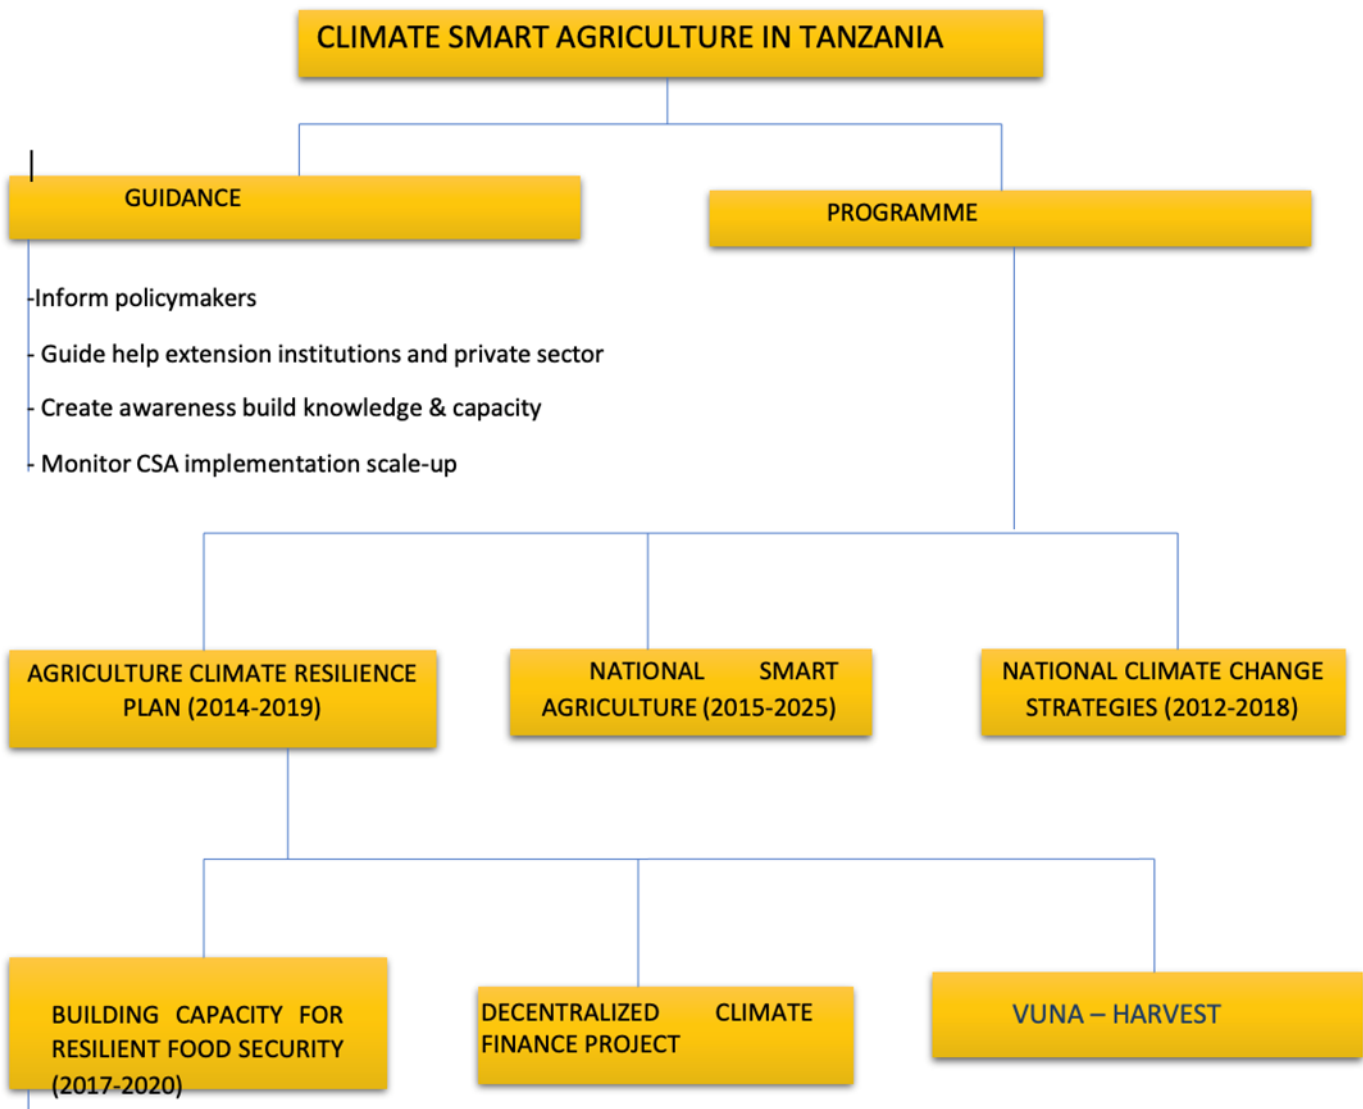 CLIMATE SMART AGRICULTURE IN TANZANIA
GUIDANCE
PROGRAMME
-Inform policymakers
- Guide help extension institutions and private sector
- Create awareness build knowledge & capacity
- Monitor CSA implementation scale-up
AGRICULTURE CLIMATE RESILIENCE
PLAN (2014-2019)
NATIONAL SMART
AGRICULTURE (2015-2025)
NATIONAL CLIMATE CHANGE
STRATEGIES (2012-2018)
BUILDING CAPACITY FOR
RESILIENT FOOD SECURITY
(2017-2020)
DECENTRALIZED CLIMATE
FINANCE PROJECT
VUNA – HARVEST